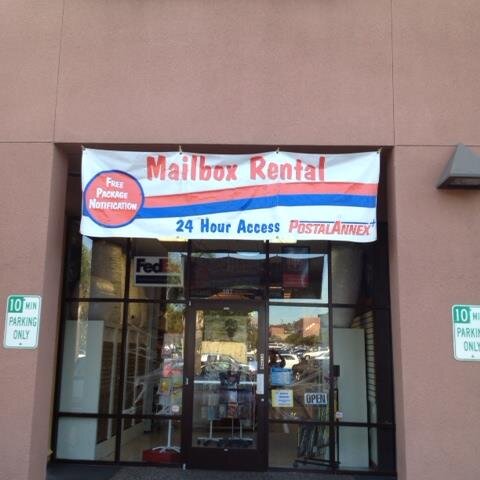 Mailbox Rental
FREE
PACKAGE
NOTIFICATION
24 Hour Access POSTALANNEX+
FedEx
10 MIN
PARKING
ONLY
10 MIN
PARKING
ONLY
OPEN